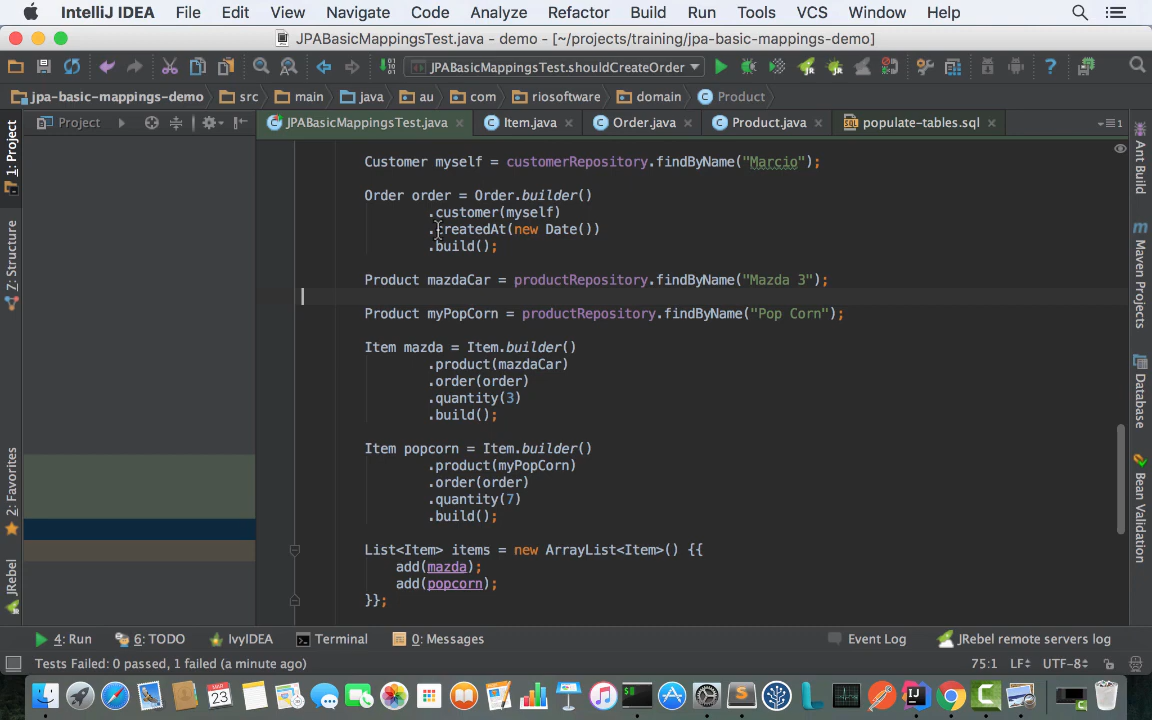 IntelliJ IDEA File Edit View Navigate Code Analyze Refactor Build Run Tools VCS Window Help
JPABasicMappingsTest.java - demo - [~/projects/training/jpa-basic-mappings-demo]
JPABasicMappingsTest.shouldCreateOrder
jpa-basic-mappings-demo src main java au com riosoftware domain Product
Project JPABasicMappingsTest.java Item.java Order.java Product.java populate-tables.sql 1
1: Project
Z: Structure
2: Favorites
JRebel
Customer myself = customerRepository.findByName("Marcio");
Order order = Order.builder()
.customer(myself)
.createdAt(new Date())
.build();
Product mazdaCar = productRepository.findByName("Mazda 3");
Product myPopCorn = productRepository.findByName("Pop Corn");
Item mazda = Item.builder()
.product(mazdaCar)
.order(order)
.quantity(3)
.build();
Item popcorn = Item.builder()
.product(myPopCorn)
.order(order)
.quantity(7)
.build();
List<Item> items = new ArrayList<Item>() {{
add(mazda);
add(popcorn);
}};
Ant Build
Maven Projects
Database
Bean Validation
4: Run 6: TODO IvyIDEA Terminal 0: Messages Event Log JRebel remote servers log
Tests Failed: 0 passed, 1 failed (a minute ago) 75:1 LF UTF-8
23